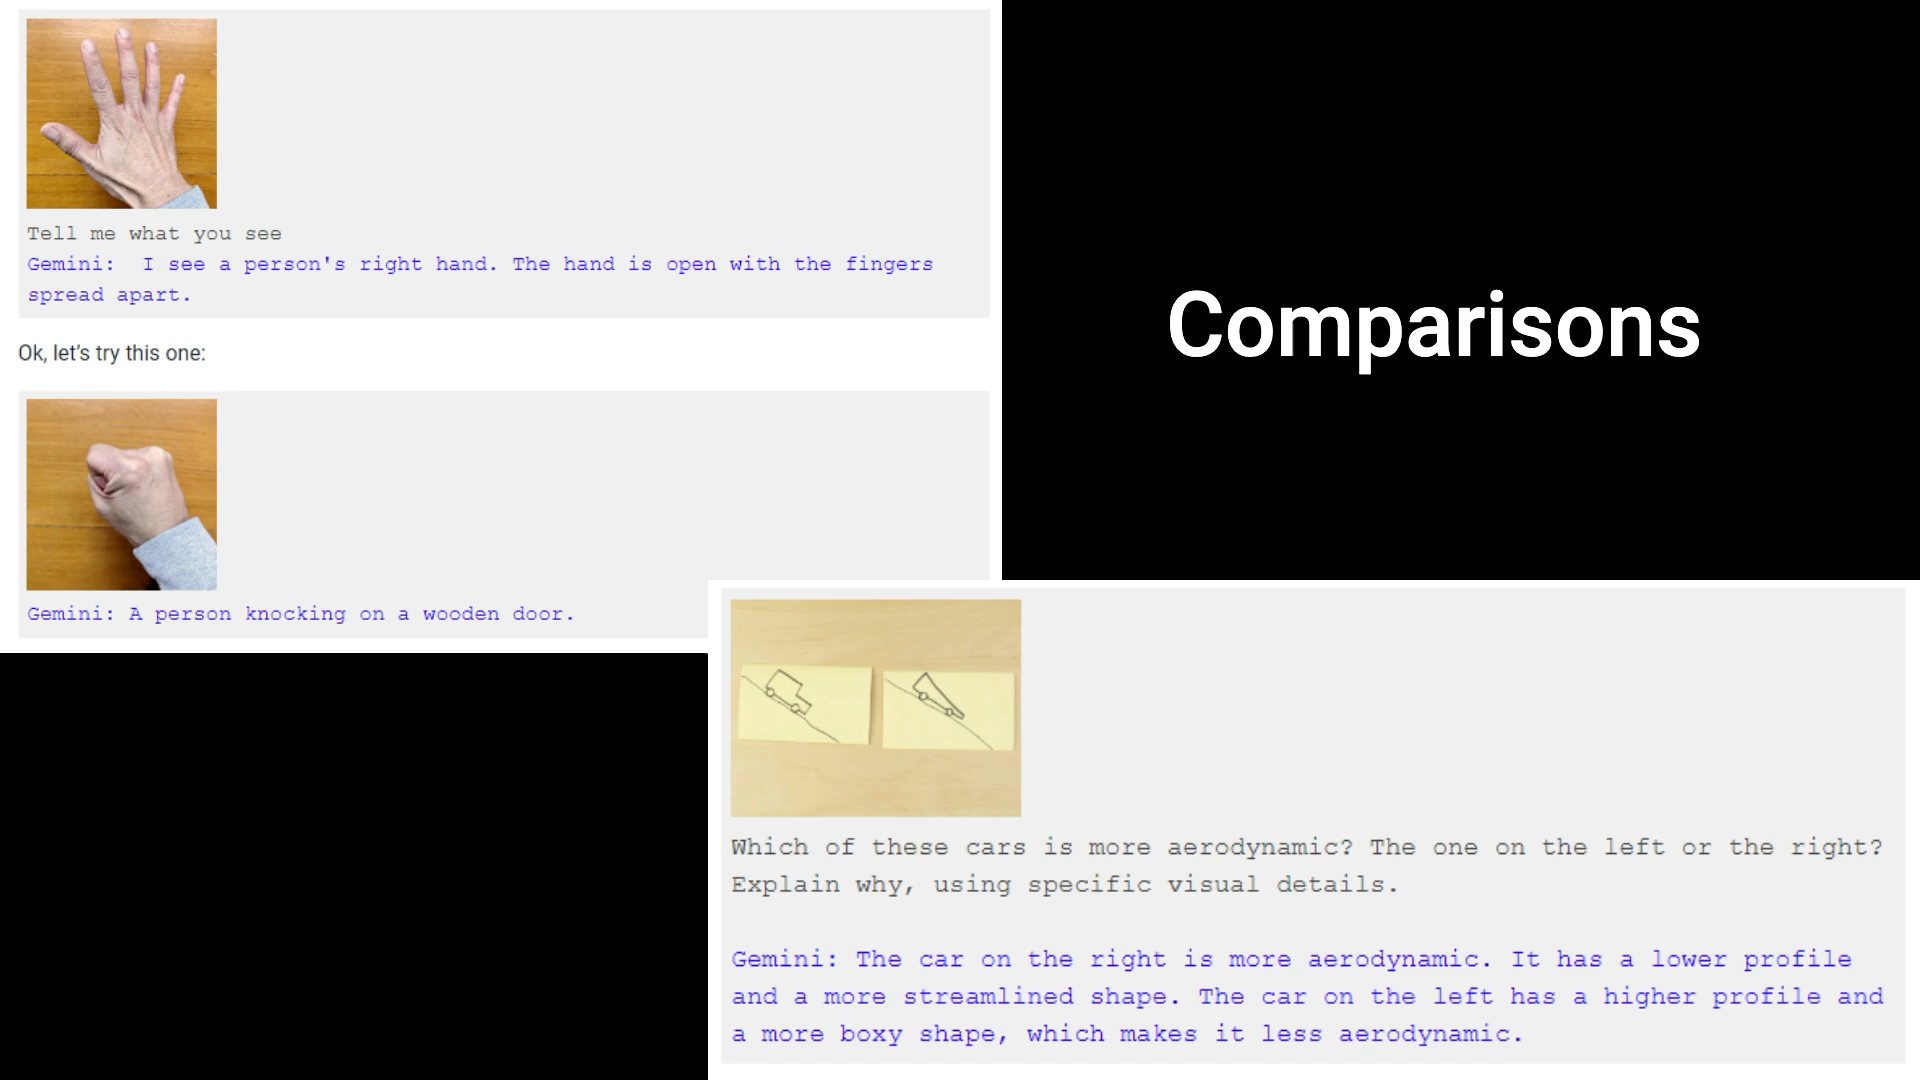 Tell me what you see
Gemini: I see a person's right hand. The hand is open with the fingers
spread apart.
Ok, let’s try this one:
Gemini: A person knocking on a wooden door.
Comparisons
Which of these cars is more aerodynamic? The one on the left or the right?
Explain why, using specific visual details.
Gemini: The car on the right is more aerodynamic. It has a lower profile
and a more streamlined shape. The car on the left has a higher profile and
a more boxy shape, which makes it less aerodynamic.